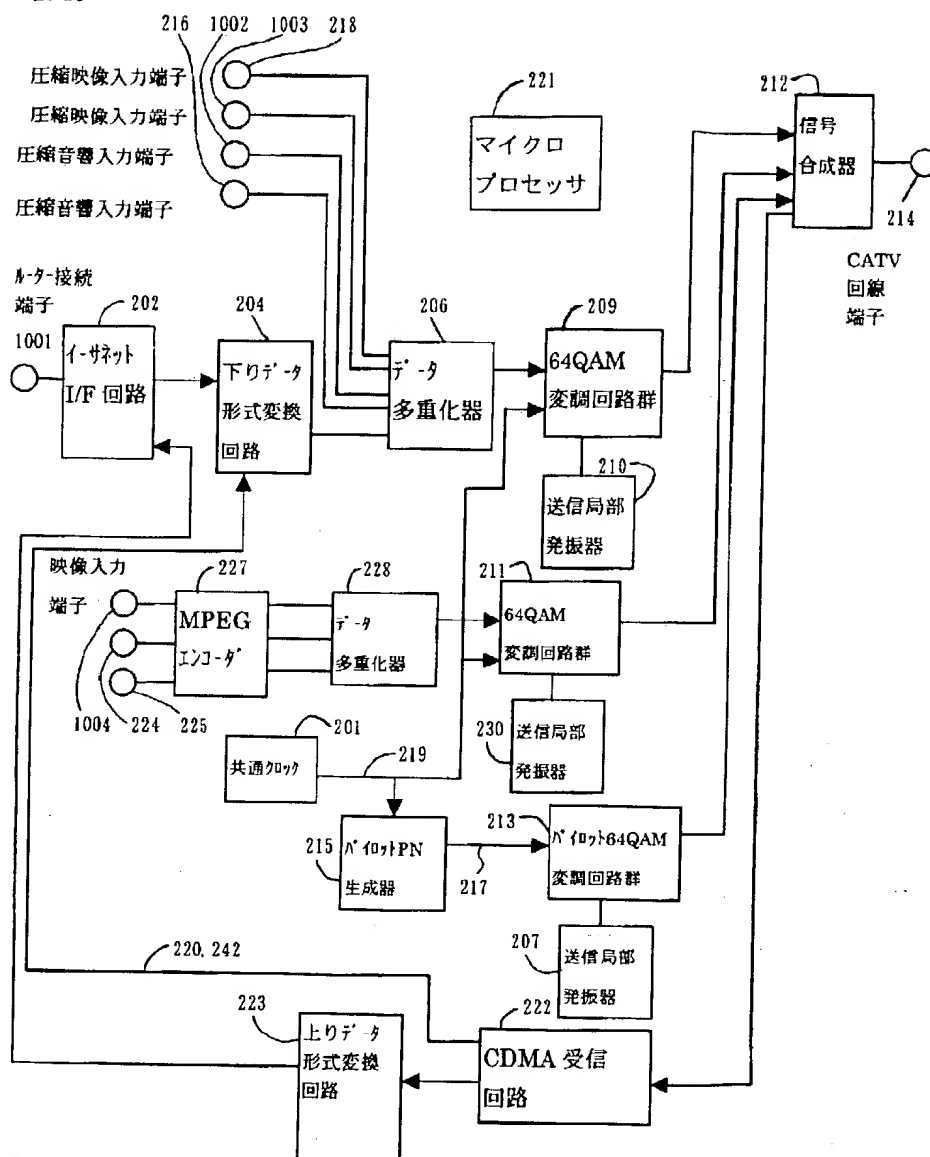 216 1002 1003 218
圧縮映像入力端子
圧縮映像入力端子
圧縮音響入力端子
圧縮音響入力端子
221
マイクロ
プロセッサ
212
信号
合成器
214
CATV
回線
端子
ルーター接続
端子
1001
202
イーサネット
I/F 回路
204
下りデータ
形式変換
回路
206
データ
多重化器
209
64QAM
変調回路群
210
送信局部
発振器
映像入力
端子
1004
224
225
227
MPEG
エンコーダ
228
データ
多重化器
211
64QAM
変調回路群
230
送信局部
発振器
201
共通クロック
219
215
パイロットPN
生成器
217
213
パイロット64QAM
変調回路群
207
送信局部
発振器
220, 242
223
上りデータ
形式変換
回路
222
CDMA 受信
回路